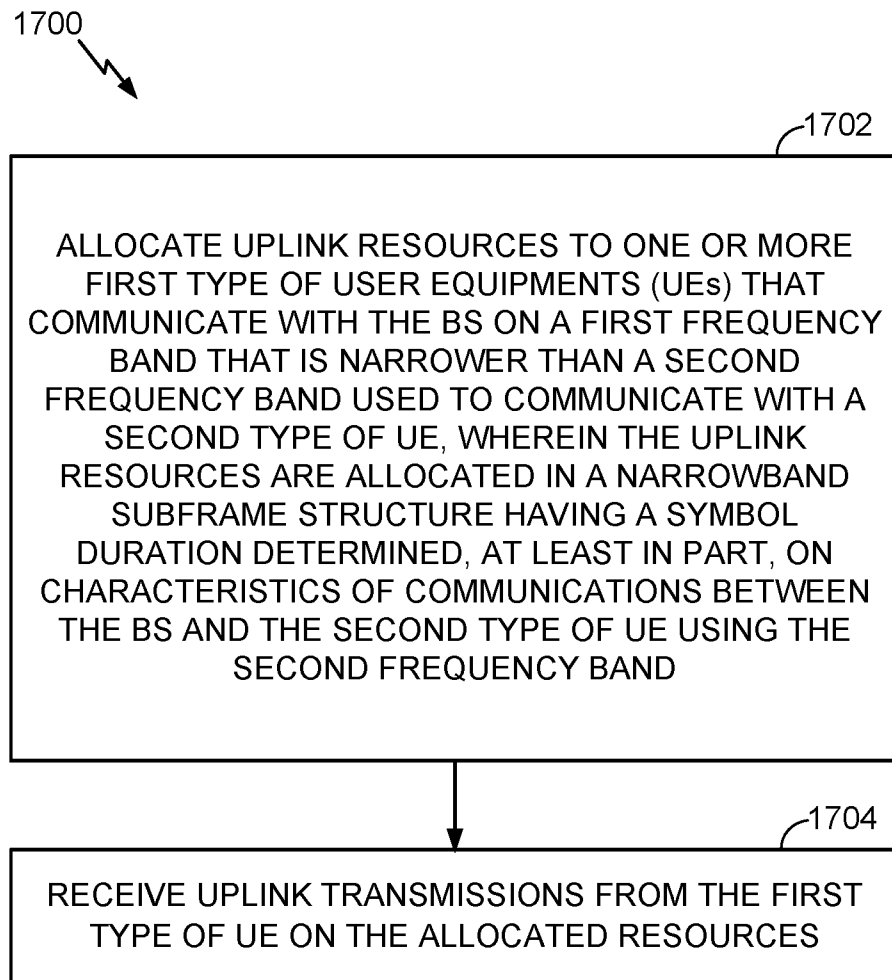 1700
1702
ALLOCATE UPLINK RESOURCES TO ONE OR MORE
FIRST TYPE OF USER EQUIPMENTS (UEs) THAT
COMMUNICATE WITH THE BS ON A FIRST FREQUENCY
BAND THAT IS NARROWER THAN A SECOND
FREQUENCY BAND USED TO COMMUNICATE WITH A
SECOND TYPE OF UE, WHEREIN THE UPLINK
RESOURCES ARE ALLOCATED IN A NARROWBAND
SUBFRAME STRUCTURE HAVING A SYMBOL
DURATION DETERMINED, AT LEAST IN PART, ON
CHARACTERISTICS OF COMMUNICATIONS BETWEEN
THE BS AND THE SECOND TYPE OF UE USING THE
SECOND FREQUENCY BAND
1704
RECEIVE UPLINK TRANSMISSIONS FROM THE FIRST
TYPE OF UE ON THE ALLOCATED RESOURCES